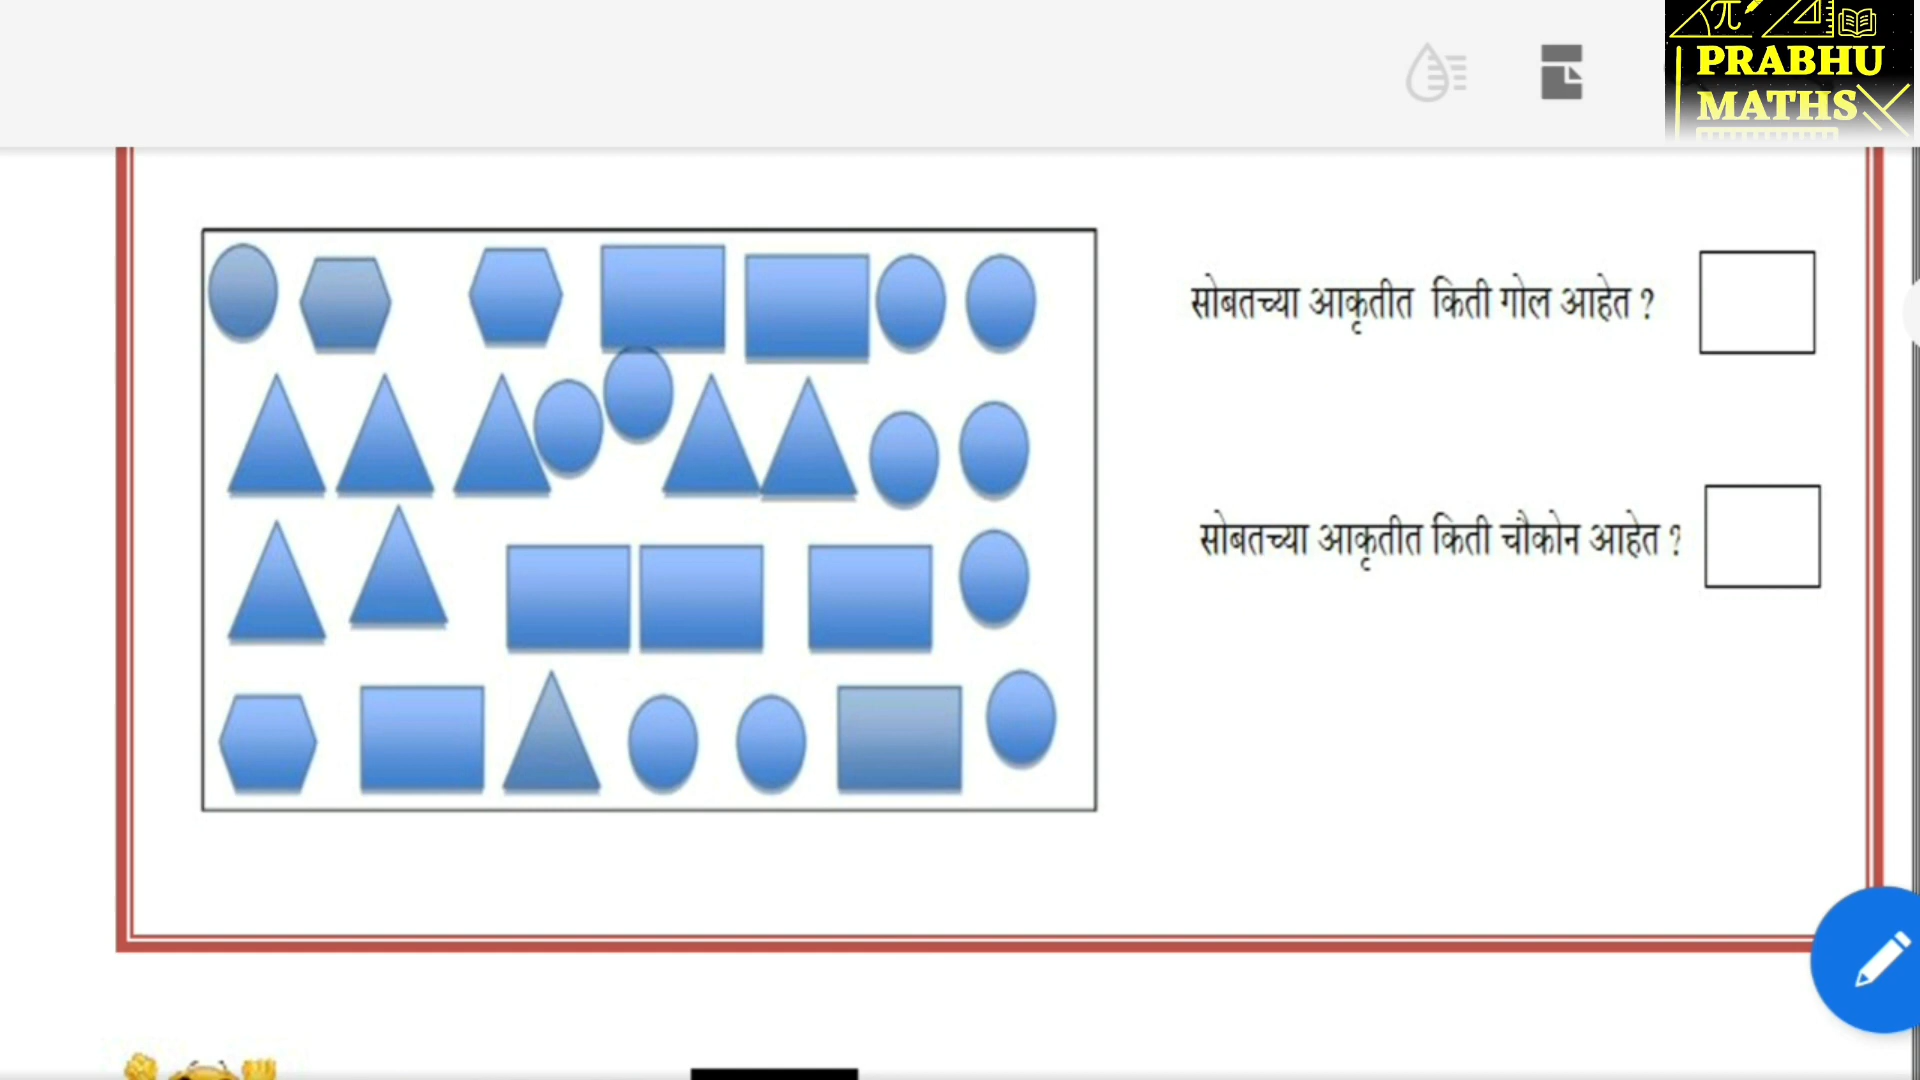 PRABHU
MATHS
सोबतच्या आकृतीत किती गोल आहेत ?
सोबतच्या आकृतीत किती चौकोन आहेत ?